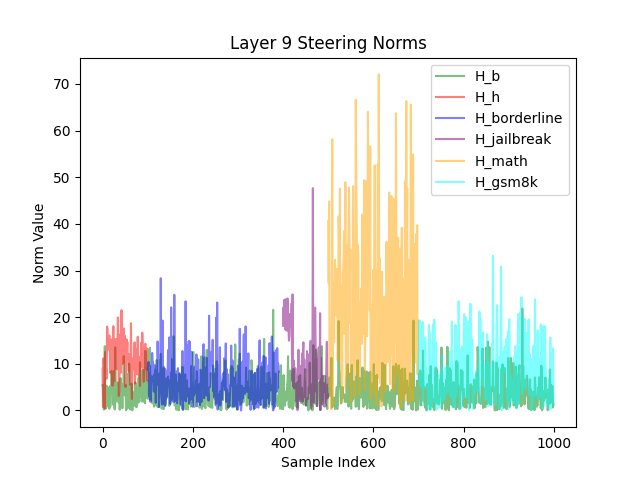 Layer 9 Steering Norms
H_b
H_h
H_borderline
H_jailbreak
H_math
H_gsm8k
Norm Value
70
60
50
40
30
20
10
0
0 200 400 600 800 1000
Sample Index